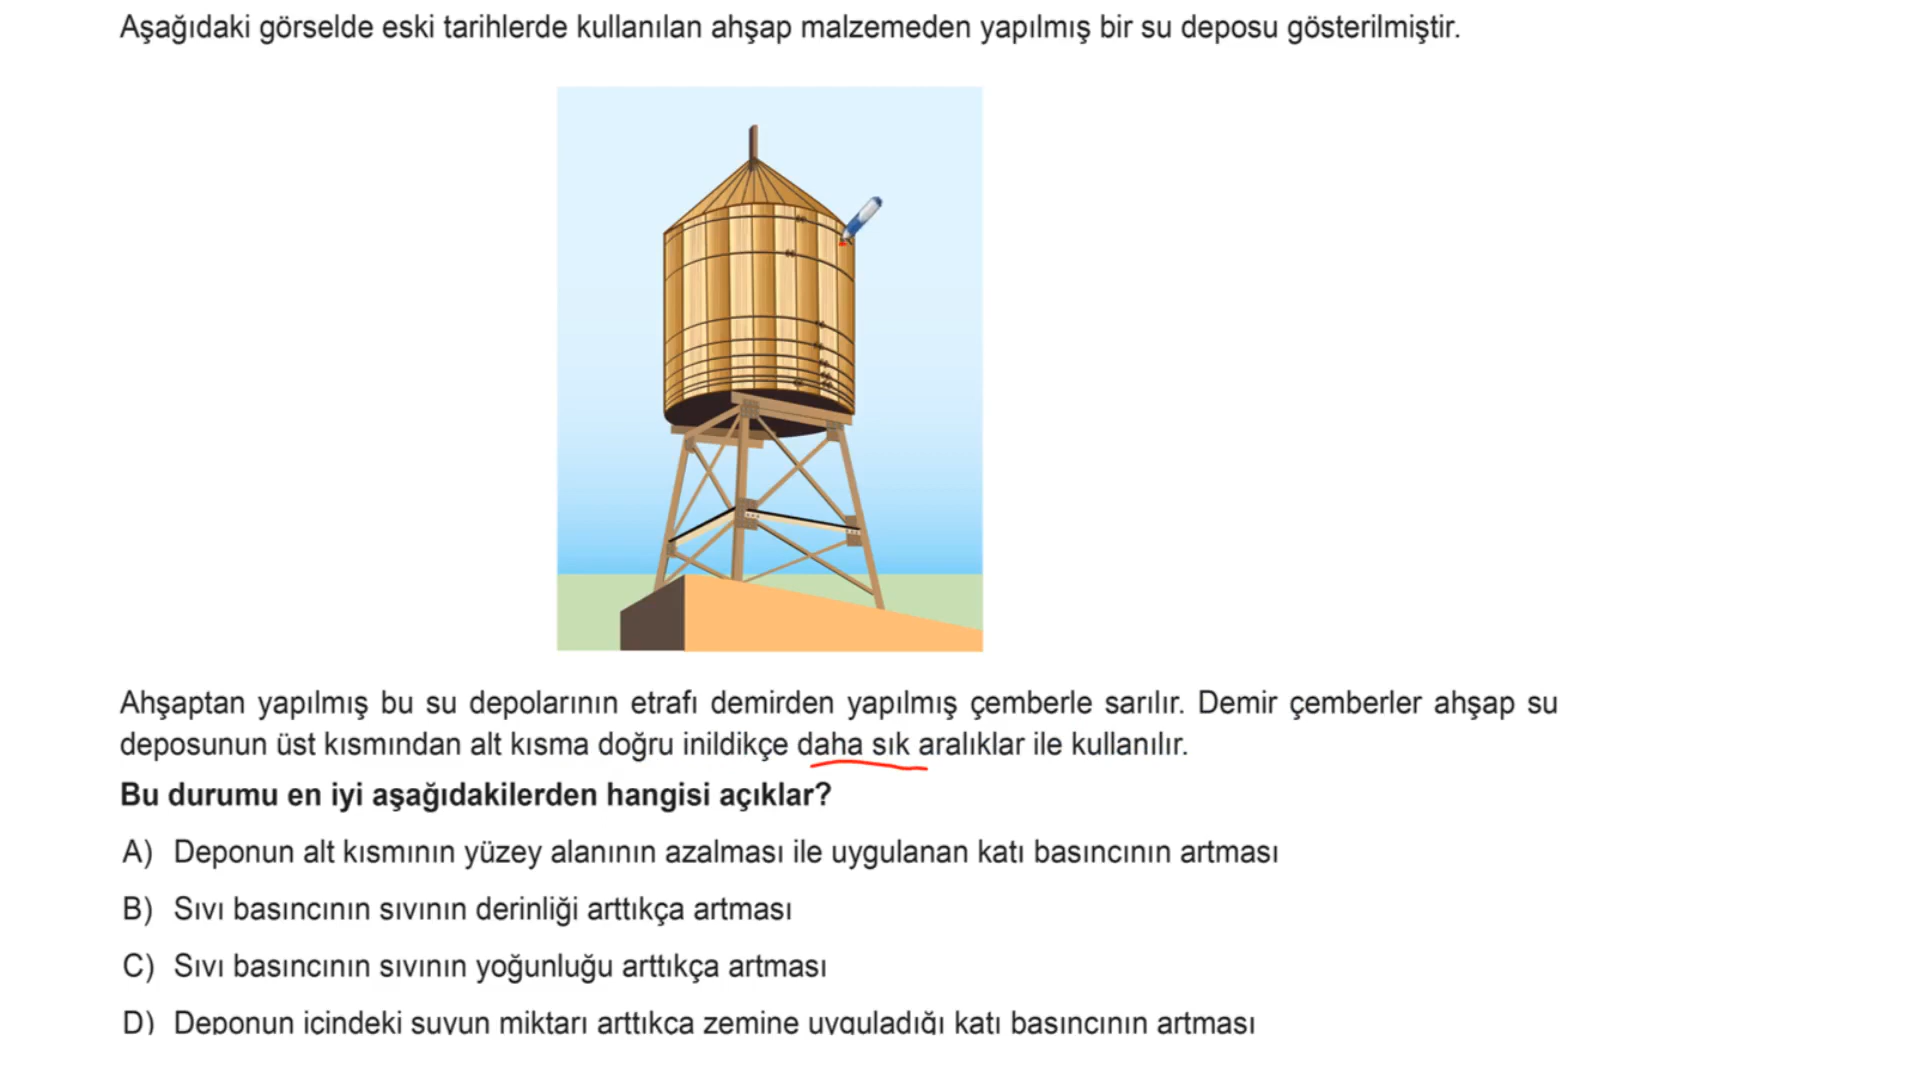 Aşağıdaki görselde eski tarihlerde kullanılan ahşap malzemeden yapılmış bir su deposu gösterilmiştir.
Ahşaptan yapılmış bu su depolarının etrafı demirden yapılmış çemberle sarılır. Demir çemberler ahşap su
deposunun üst kısmından alt kısma doğru inildikçe daha sık aralıklar ile kullanılır.
Bu durumu en iyi aşağıdakilerden hangisi açıklar?
A) Deponun alt kısmının yüzey alanının azalması ile uygulanan katı basıncının artması
B) Sıvı basıncının sıvının derinliği arttıkça artması
C) Sıvı basıncının sıvının yoğunluğu arttıkça artması
D) Deponun içindeki suyun miktarı arttıkça zemine uyguladığı katı basıncının artması